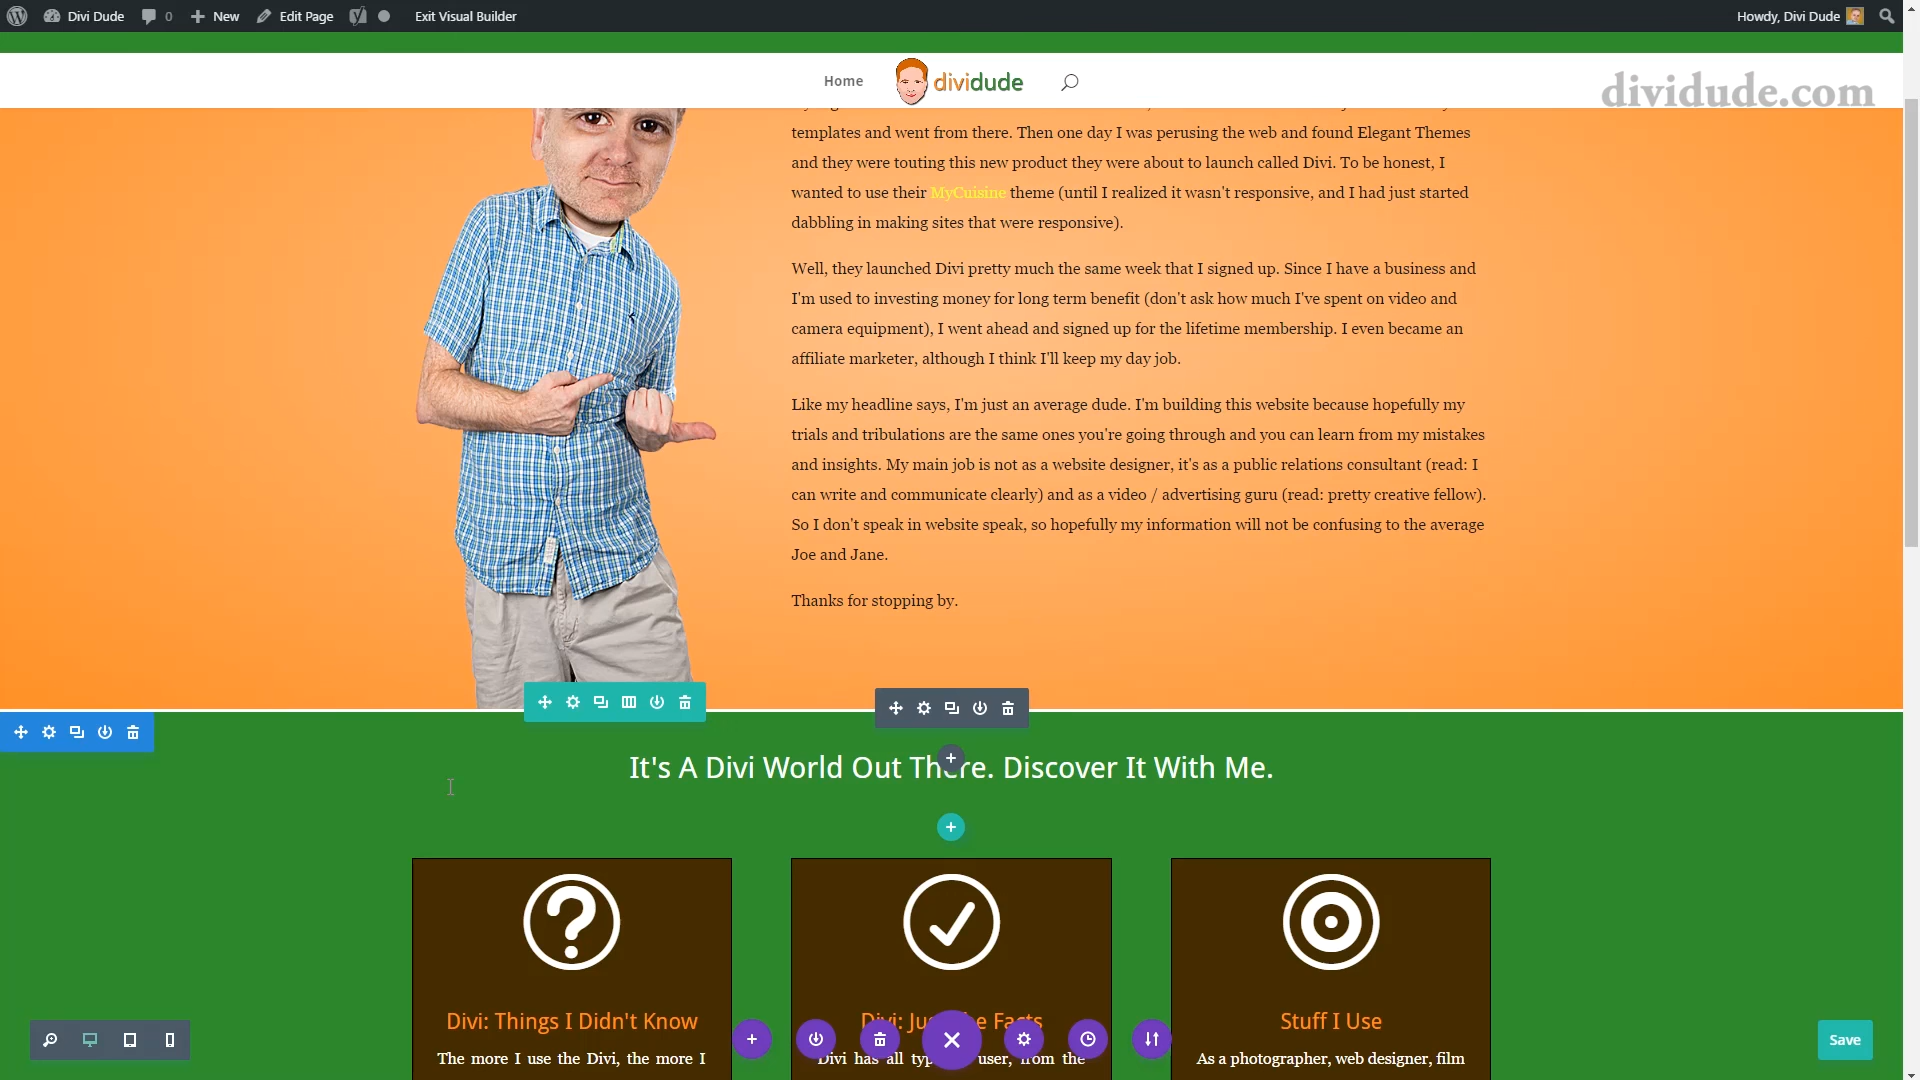 Divi Dude
0
New
Edit Page
Exit Visual Builder
Howdy, Divi Dude
Home
dividude
dividude.com
templates and went from there. Then one day I was perusing the web and found Elegant Themes
and they were touting this new product they were about to launch called Divi. To be honest, I
wanted to use their MyCuisine theme (until I realized it wasn't responsive, and I had just started
dabbling in making sites that were responsive).
Well, they launched Divi pretty much the same week that I signed up. Since I have a business and
I'm used to investing money for long term benefit (don't ask how much I've spent on video and
camera equipment), I went ahead and signed up for the lifetime membership. I even became an
affiliate marketer, although I think I'll keep my day job.
Like my headline says, I'm just an average dude. I'm building this website because hopefully my
trials and tribulations are the same ones you're going through and you can learn from my mistakes
and insights. My main job is not as a website designer, it's as a public relations consultant (read: I
can write and communicate clearly) and as a video / advertising guru (read: pretty creative fellow).
So I don't speak in website speak, so hopefully my information will not be confusing to the average
Joe and Jane.
Thanks for stopping by.
It's A Divi World Out There. Discover It With Me.
Divi: Things I Didn't Know
The more I use the Divi, the more I
Divi: Just the Facts
Divi has all user, from the
Stuff I Use
As a photographer, web designer, film
Save